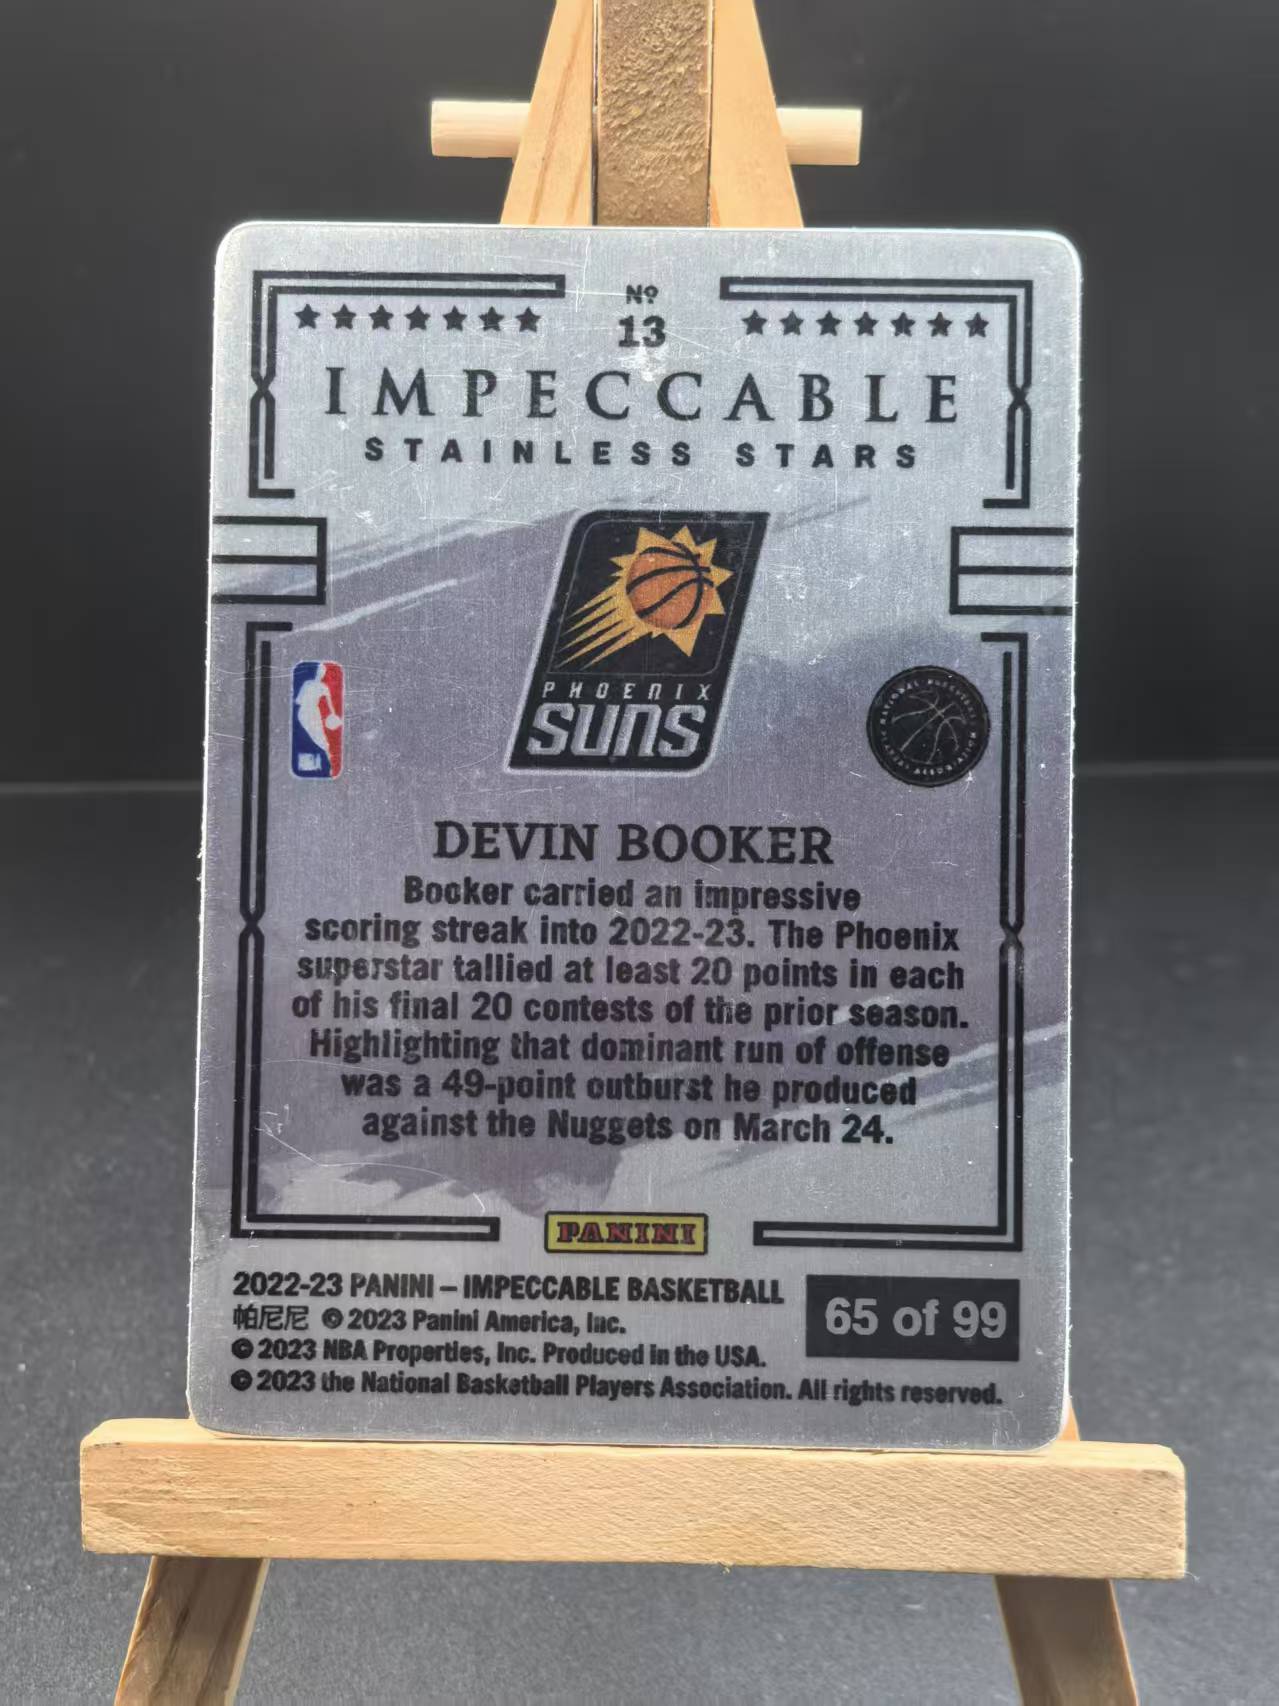 Nº
13
IMPECCABLE
STAINLESS STARS
PHOENIX
SUNS
NBA
DEVIN BOOKER
Booker carried an impressive
scoring streak into 2022-23. The Phoenix
superstar tallied at least 20 points in each
of his final 20 contests of the prior season.
Highlighting that dominant run of offense
was a 49-point outburst he produced
against the Nuggets on March 24.
PANINI
2022-23 PANINI – IMPECCABLE BASKETBALL
帕尼尼 © 2023 Panini America, Inc.
© 2023 NBA Properties, Inc. Produced in the USA.
© 2023 the National Basketball Players Association. All rights reserved.
65 of 99